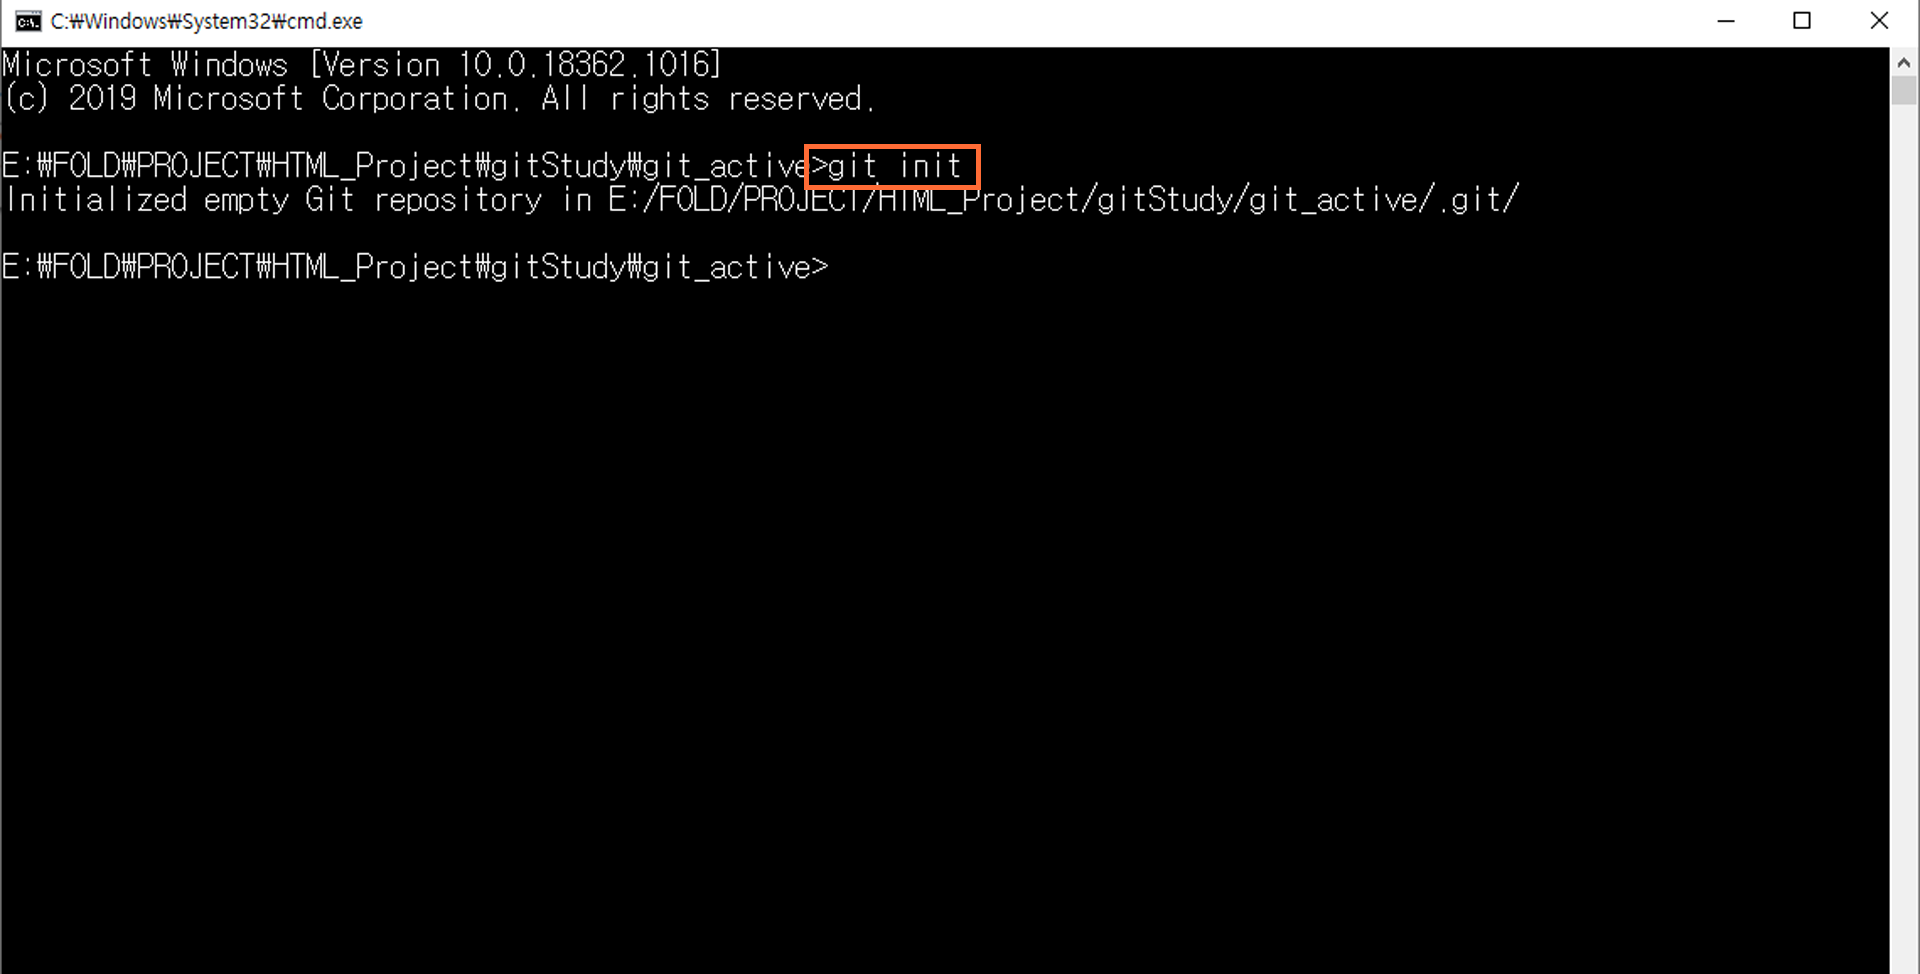 C:₩Windows₩System32₩cmd.exe
Microsoft Windows [Version 10.0.18362.1016]
(c) 2019 Microsoft Corporation. All rights reserved.
E:₩FOLD₩PROJECT₩HTML_Project₩gitStudy₩git_active>git init
Initialized empty Git repository in E:/FOLD/PROJECT/HTML_Project/gitStudy/git_active/.git/
E:₩FOLD₩PROJECT₩HTML_Project₩gitStudy₩git_active>